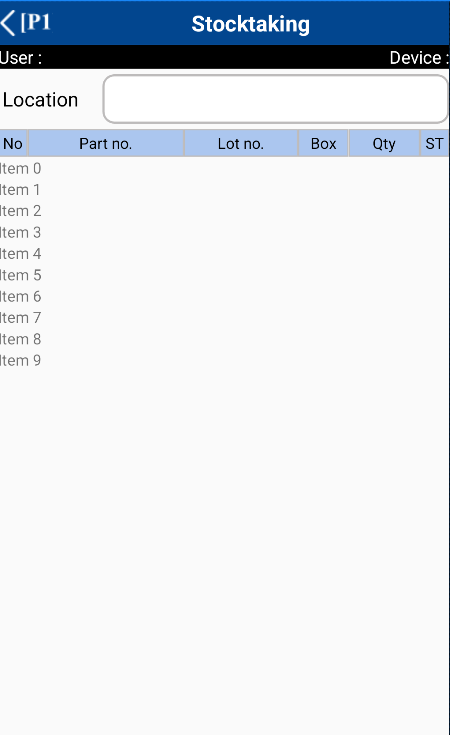 [P1 Stocktaking
User : Device :
Location
No Part no. Lot no. Box Qty ST
Item 0
Item 1
Item 2
Item 3
Item 4
Item 5
Item 6
Item 7
Item 8
Item 9